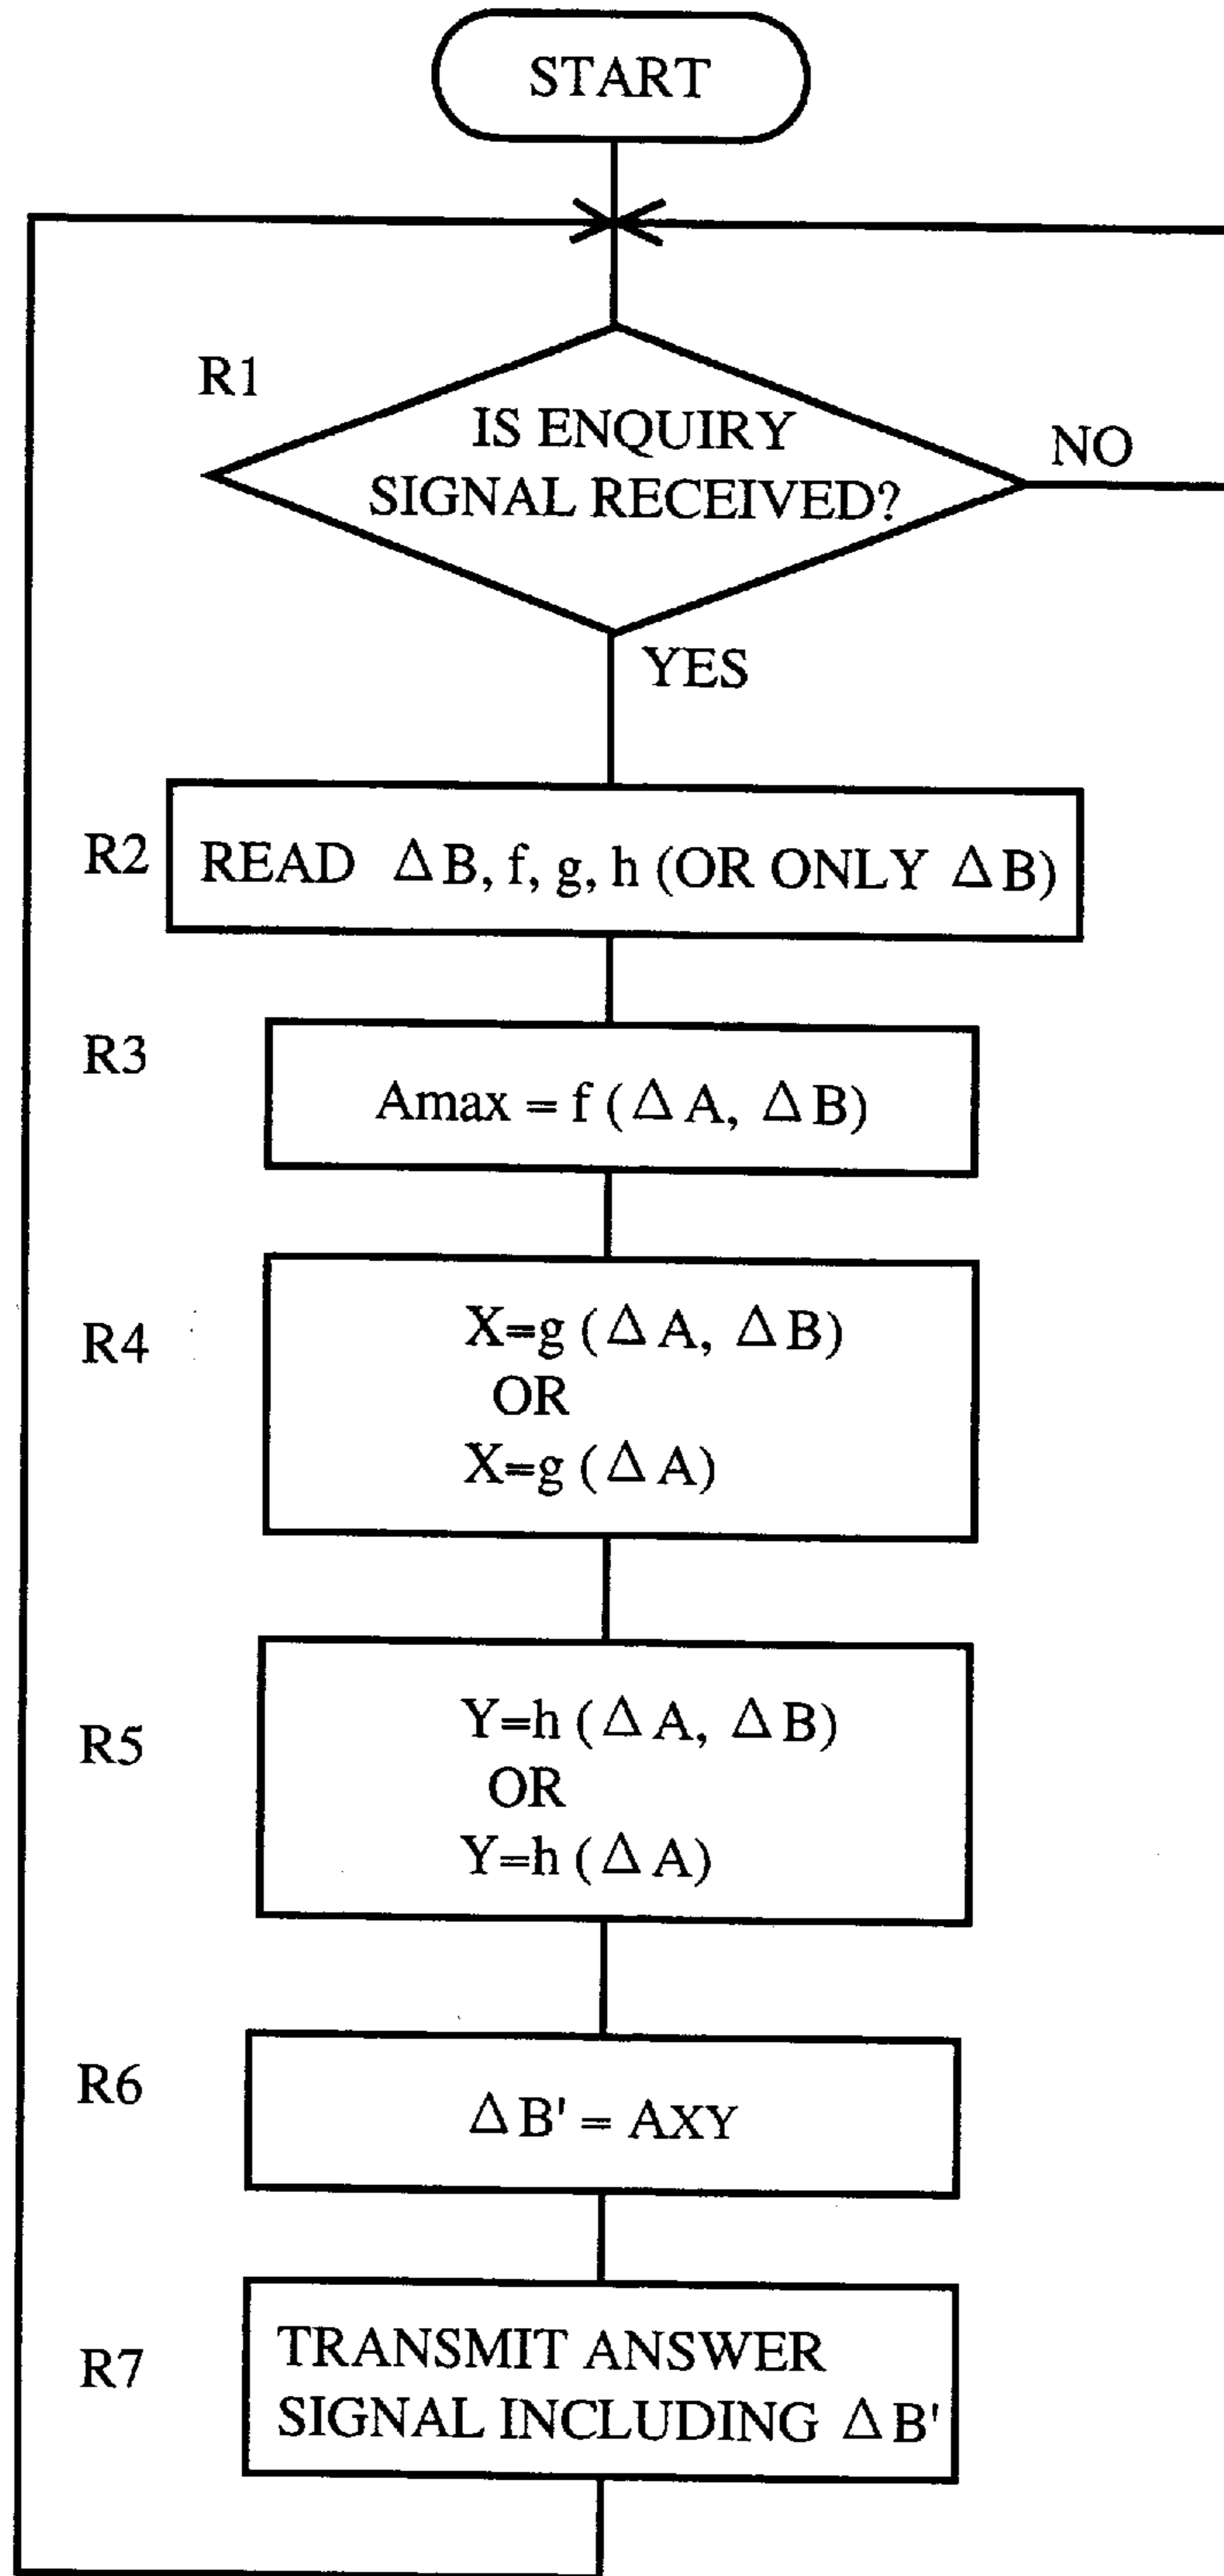 START
R1
IS ENQUIRY
SIGNAL RECEIVED?
NO
YES
R2
READ ΔB, f, g, h (OR ONLY ΔB)
R3
Amax = f (ΔA, ΔB)
R4
X=g (ΔA, ΔB)
OR
X=g (ΔA)
R5
Y=h (ΔA, ΔB)
OR
Y=h (ΔA)
R6
ΔB' = AXY
R7
TRANSMIT ANSWER
SIGNAL INCLUDING ΔB'